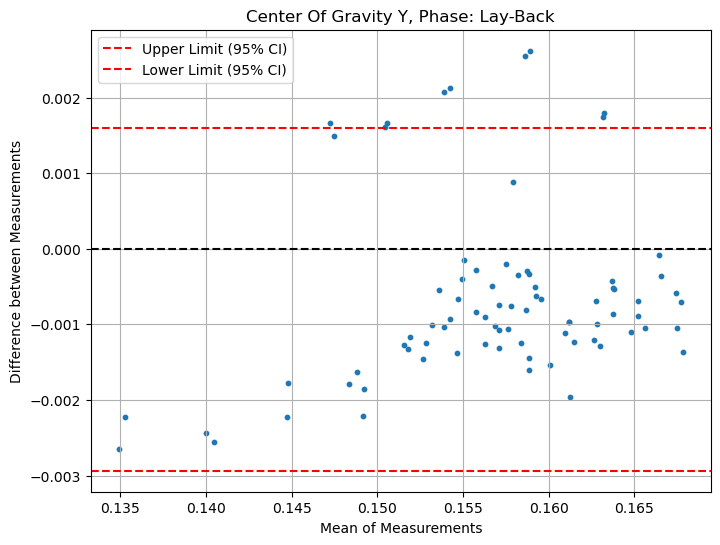 Center Of Gravity Y, Phase: Lay-Back
Upper Limit (95% CI)
Lower Limit (95% CI)
Difference between Measurements
0.002
0.001
0.000
−0.001
−0.002
−0.003
0.135 0.140 0.145 0.150 0.155 0.160 0.165
Mean of Measurements